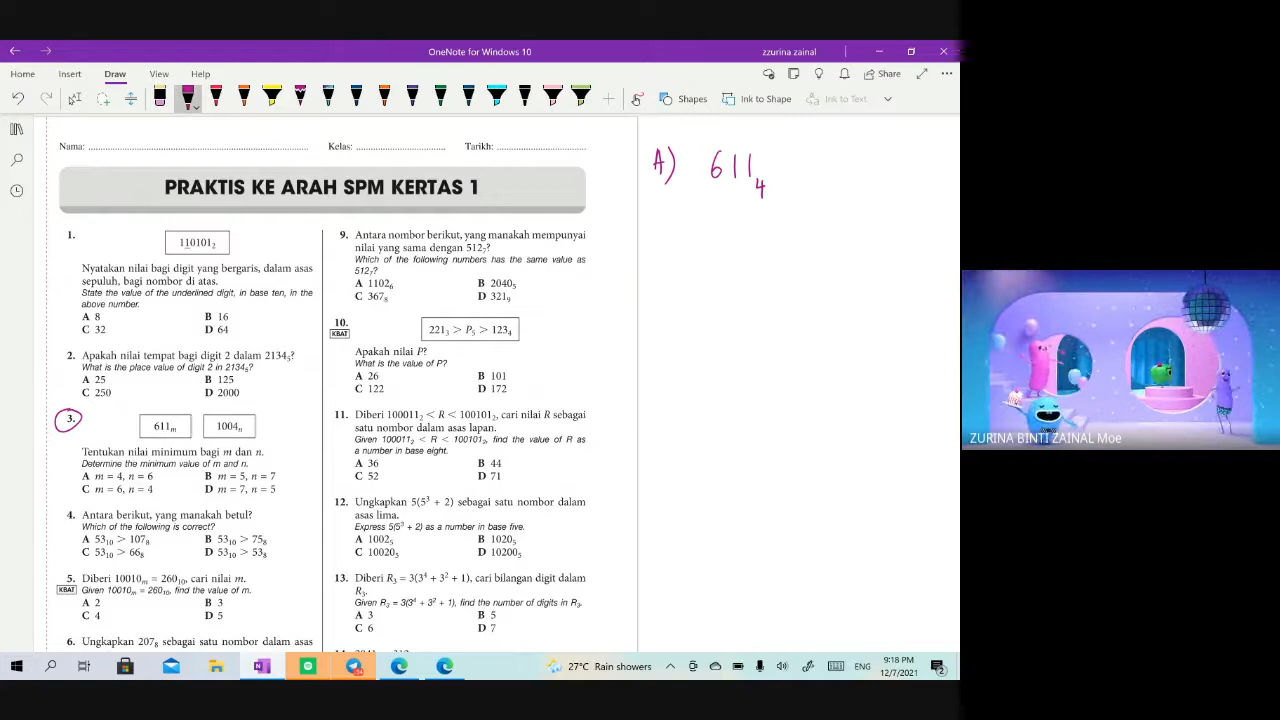 OneNote for Windows 10
zzurina zainal
Home Insert Draw View Help
Share
Shapes
Ink to Shape
Ink to Text
Nama: Kelas: Tarikh:
PRAKTIS KE ARAH SPM KERTAS 1
1.
110101₂
Nyatakan nilai bagi digit yang bergaris, dalam asas
sepuluh, bagi nombor di atas.
State the value of the underlined digit, in base ten, in the
above number.
A 8 B 16
C 32 D 64
2. Apakah nilai tempat bagi digit 2 dalam 2134₅?
What is the place value of digit 2 in 2134₅?
A 25 B 125
C 250 D 2000
3.
611ₘ 1004ₙ
Tentukan nilai minimum bagi m dan n.
Determine the minimum value of m and n.
A m = 4, n = 6 B m = 5, n = 7
C m = 6, n = 4 D m = 7, n = 5
4. Antara berikut, yang manakah betul?
Which of the following is correct?
A 53₁₀ > 107₈ B 53₁₀ > 75₈
C 53₁₀ > 66₈ D 53₁₀ > 53₈
5. Diberi 10010ₘ = 260₁₀, cari nilai m.
KBAT Given 10010ₘ = 260₁₀, find the value of m.
A 2 B 3
C 4 D 5
6. Ungkapkan 207₈ sebagai satu nombor dalam asas
9. Antara nombor berikut, yang manakah mempunyai
nilai yang sama dengan 512₇?
Which of the following numbers has the same value as
512₇?
A 1102₆ B 2040₅
C 367₈ D 321₉
10.
KBAT
221₃ > P₅ > 123₄
Apakah nilai P?
What is the value of P?
A 26 B 101
C 122 D 172
11. Diberi 100011₂ < R < 100101₂, cari nilai R sebagai
satu nombor dalam asas lapan.
Given 100011₂ < R < 100101₂, find the value of R as
a number in base eight.
A 36 B 44
C 52 D 71
12. Ungkapkan 5(5³ + 2) sebagai satu nombor dalam
asas lima.
Express 5(5³ + 2) as a number in base five.
A 1002₅ B 1020₅
C 10020₅ D 10200₅
13. Diberi R₃ = 3(3⁴ + 3² + 1), cari bilangan digit dalam
R₃.
Given R₃ = 3(3⁴ + 3² + 1), find the number of digits in R₃.
A 3 B 5
C 6 D 7
A) 611₄
ZURINA BINTI ZAINAL Moe
27°C Rain showers
ENG
9:18 PM
12/7/2021